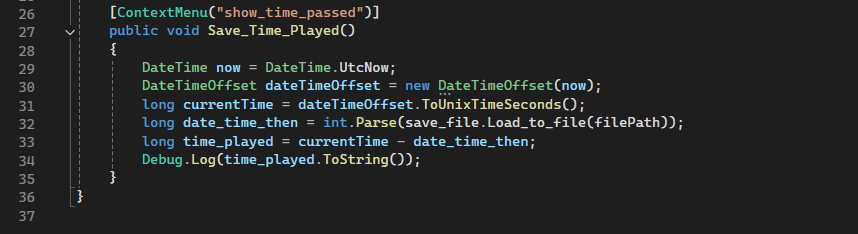 26 [ContextMenu("show_time_passed")]
27 public void Save_Time_Played()
28 {
29 DateTime now = DateTime.UtcNow;
30 DateTimeOffset dateTimeOffset = new DateTimeOffset(now);
31 long currentTime = dateTimeOffset.ToUnixTimeSeconds();
32 long date_time_then = int.Parse(save_file.Load_to_file(filePath));
33 long time_played = currentTime - date_time_then;
34 Debug.Log(time_played.ToString());
35 }
36 }
37